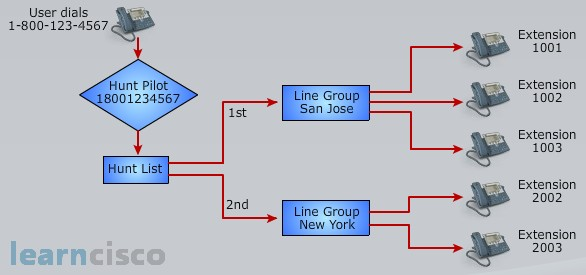 User dials
1-800-123-4567
Hunt Pilot
18001234567
Hunt List
1st
2nd
Line Group
San Jose
Line Group
New York
Extension
1001
Extension
1002
Extension
1003
Extension
2002
Extension
2003
learncisco